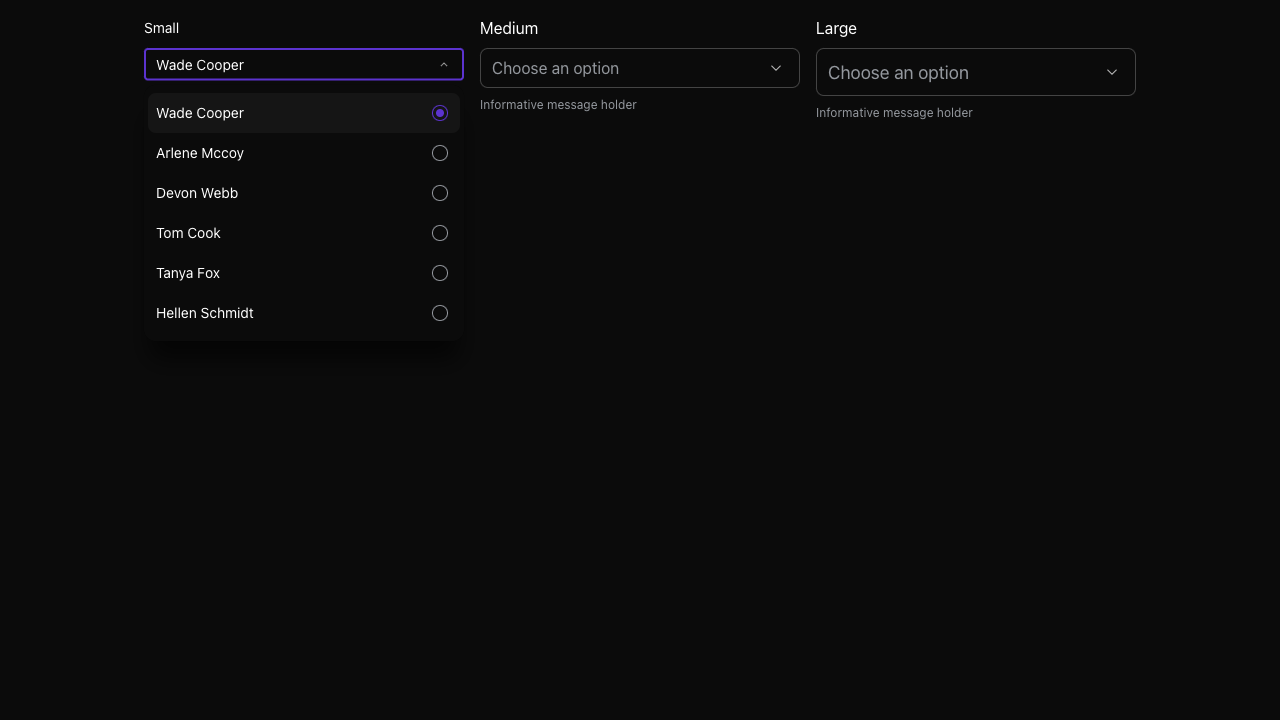 Small
Wade Cooper
Wade Cooper
Arlene Mccoy
Devon Webb
Tom Cook
Tanya Fox
Hellen Schmidt
Medium
Choose an option
Informative message holder
Large
Choose an option
Informative message holder